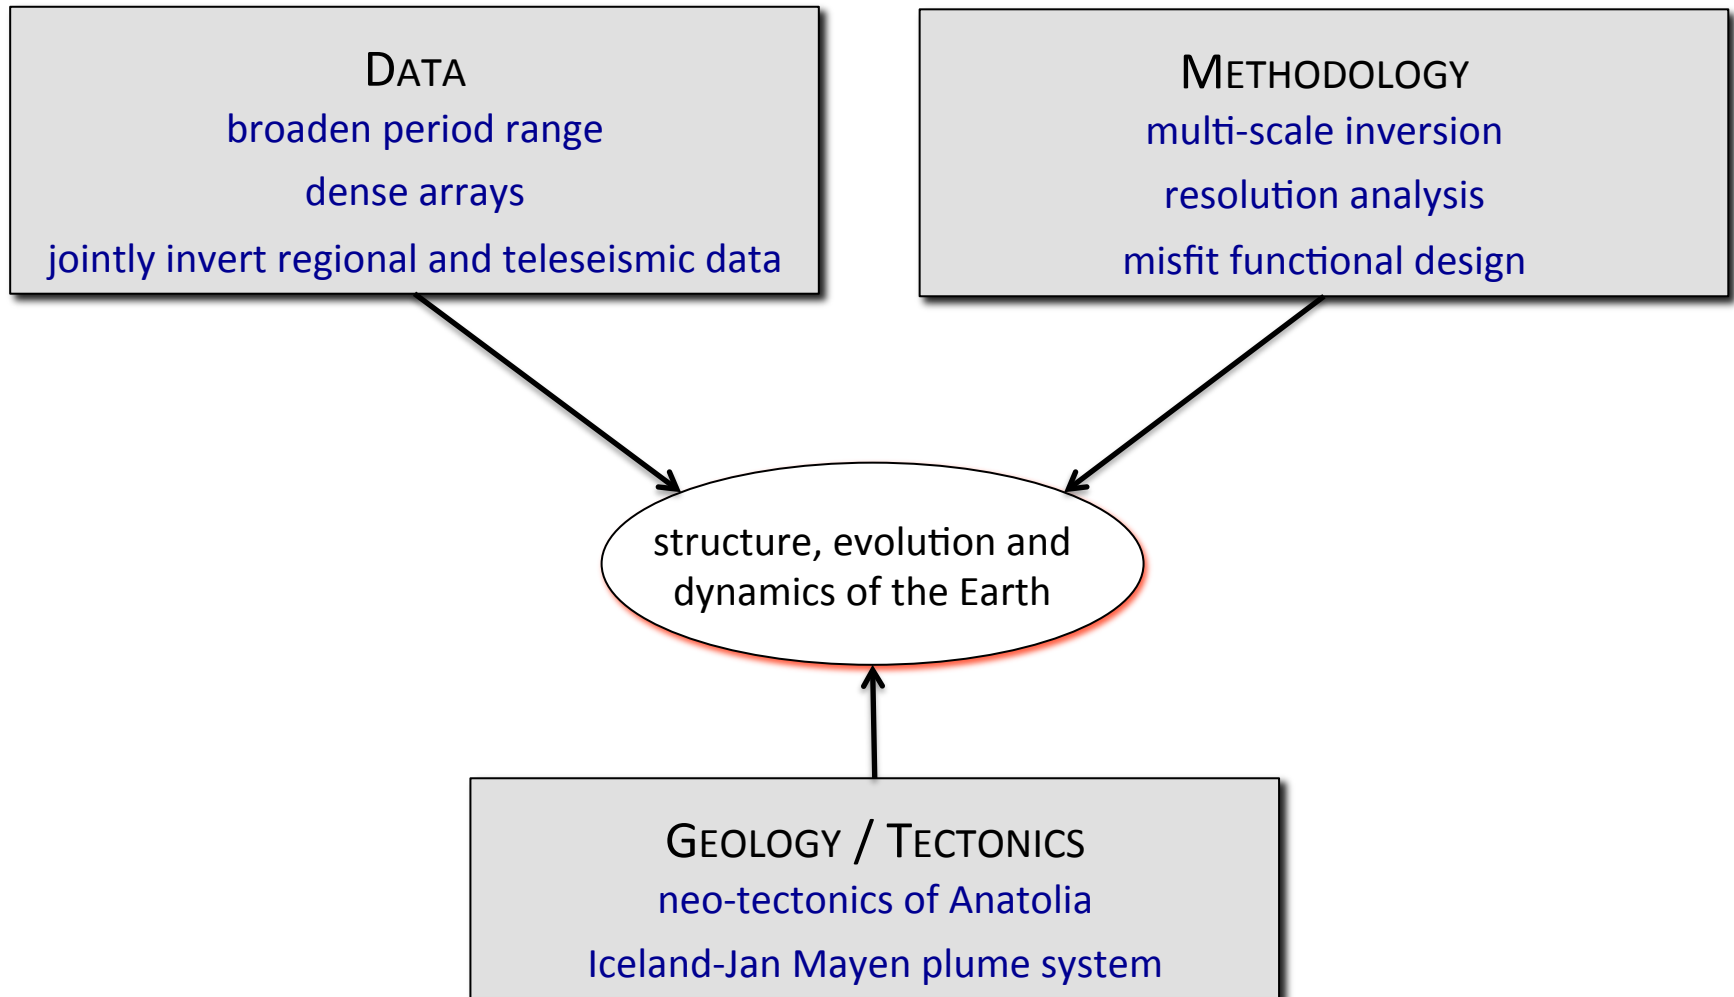 DATA
broaden period range
dense arrays
jointly invert regional and teleseismic data
METHODOLOGY
multi-scale inversion
resolution analysis
misfit functional design
structure, evolution and
dynamics of the Earth
GEOLOGY / TECTONICS
neo-tectonics of Anatolia
Iceland-Jan Mayen plume system